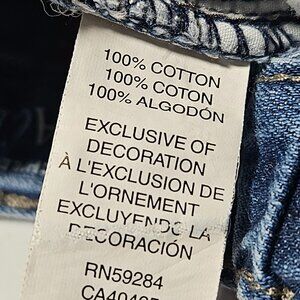 100% COTTON
100% COTON
100% ALGODÓN
EXCLUSIVE OF
DECORATION
À L'EXCLUSION DE
L'ORNEMENT
EXCLUYENDO LA
DECORACIÓN
RN59284